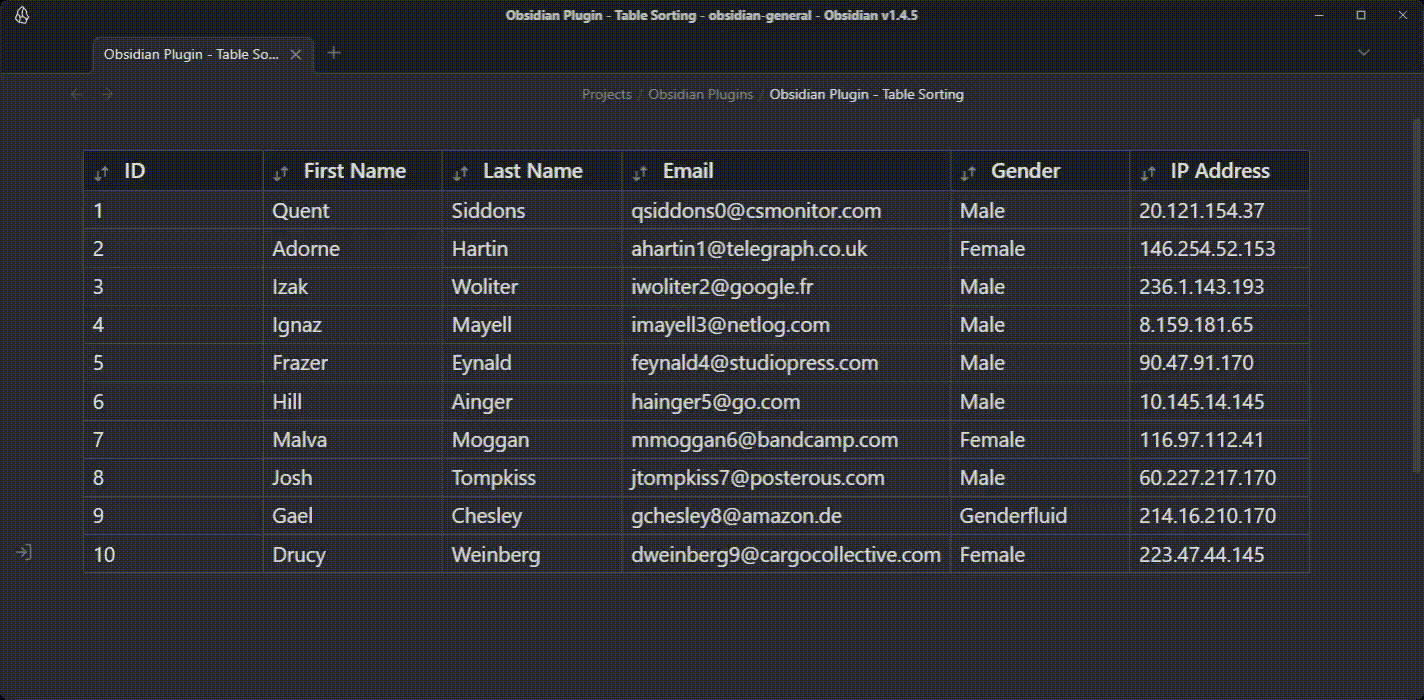 Obsidian Plugin - Table Sorting - obsidian-general - Obsidian v1.4.5
Obsidian Plugin - Table So...
Projects / Obsidian Plugins / Obsidian Plugin - Table Sorting
ID First Name Last Name Email Gender IP Address
1 Quent Siddons qsiddons0@csmonitor.com Male 20.121.154.37
2 Adorne Hartin ahartin1@telegraph.co.uk Female 146.254.52.153
3 Izak Woliter iwoliter2@google.fr Male 236.1.143.193
4 Ignaz Mayell imayell3@netlog.com Male 8.159.181.65
5 Frazer Eynald feynald4@studiopress.com Male 90.47.91.170
6 Hill Ainger hainger5@go.com Male 10.145.14.145
7 Malva Moggan mmoggan6@bandcamp.com Female 116.97.112.41
8 Josh Tompkiss jtompkiss7@posterous.com Male 60.227.217.170
9 Gael Chesley gchesley8@amazon.de Genderfluid 214.16.210.170
10 Drucy Weinberg dweinberg9@cargocollective.com Female 223.47.44.145